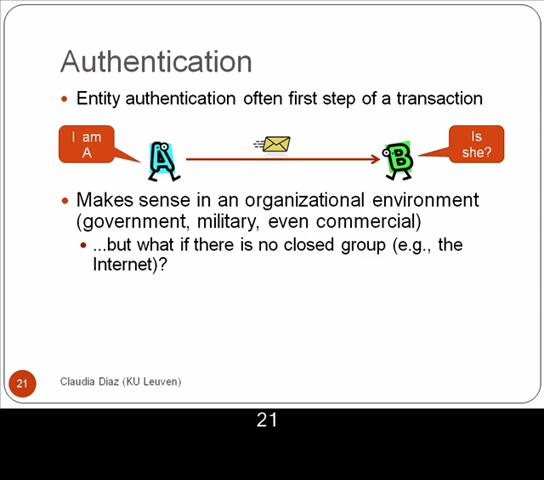 Authentication
• Entity authentication often first step of a transaction
I am
A
A
B
Is
she?
• Makes sense in an organizational environment
(government, military, even commercial)
• ...but what if there is no closed group (e.g., the
Internet)?
21
Claudia Diaz (KU Leuven)
21